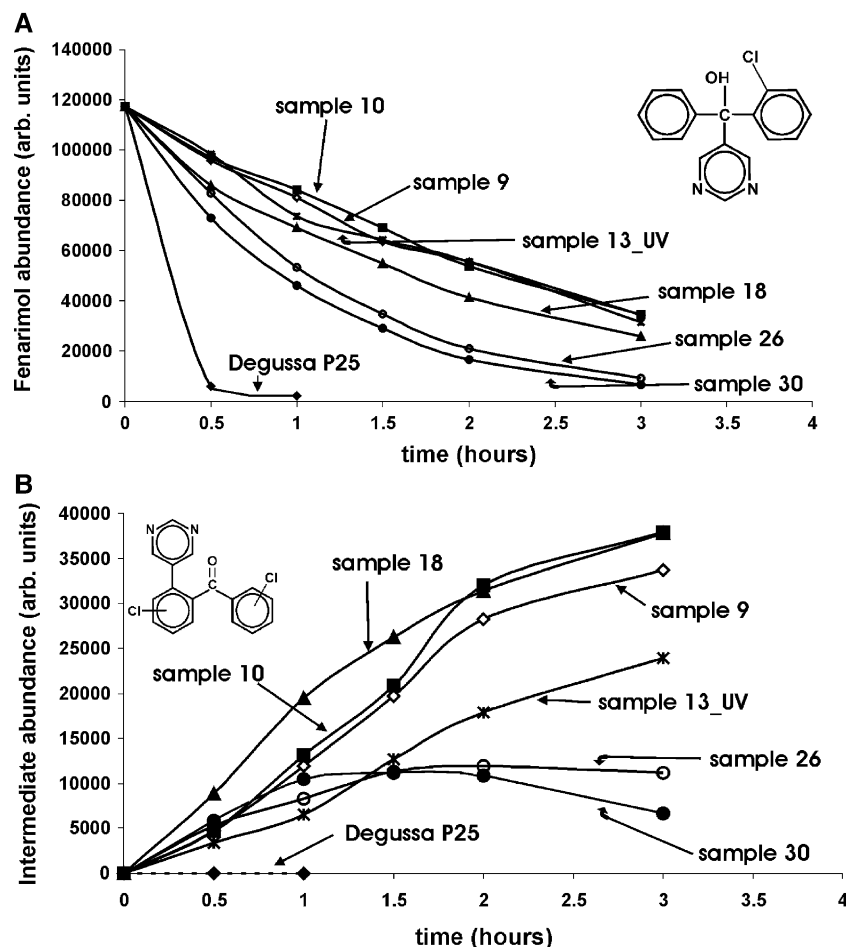 A
Fenarimol abundance (arb. units)
140000
120000
100000
80000
60000
40000
20000
0
0 0.5 1 1.5 2 2.5 3 3.5 4
time (hours)
sample 10
sample 9
sample 13_UV
sample 18
sample 26
sample 30
Degussa P25
Cl
OH
C
N N
B
Intermediate abundance (arb. units)
40000
35000
30000
25000
20000
15000
10000
5000
0
0 0.5 1 1.5 2 2.5 3 3.5 4
time (hours)
N N
O
C
Cl
Cl
sample 18
sample 9
sample 10
sample 13_UV
sample 26
Degussa P25
sample 30